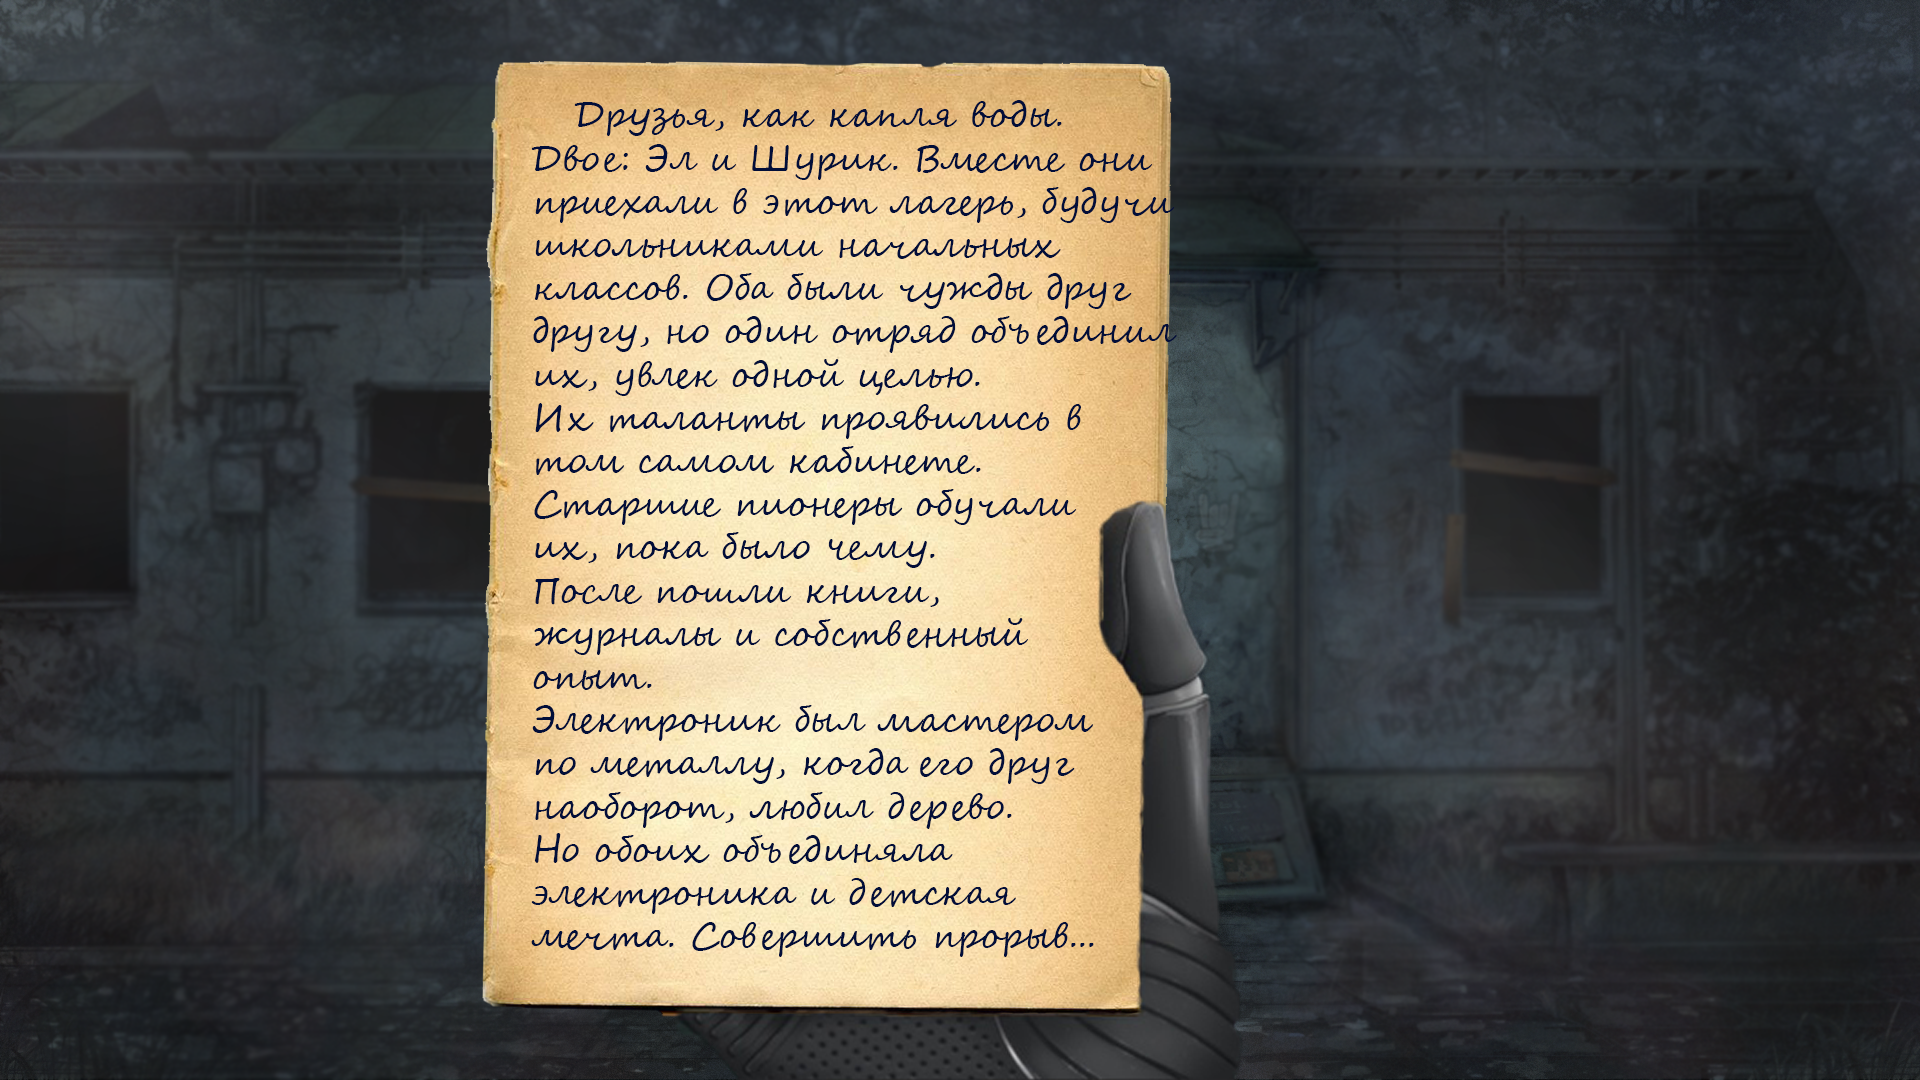 Друзья, как капля воды.
Двое: Эл и Шурик. Вместе они
приехали в этот лагерь, будучи
школьниками начальных
классов. Оба были чужды друг
другу, но один отряд объединил
их, увлек одной целью.
Их таланты проявились в
том самом кабинете.
Старшие пионеры обучали
их, пока было чему.
После пошли книги,
журналы и собственный
опыт.
Электроник был мастером
по металлу, когда его друг
наоборот, любил дерево.
Но обоих объединяла
электроника и детская
мечта. Совершить прорыв...